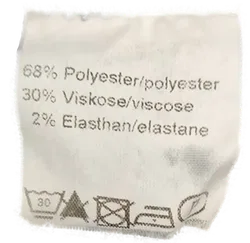 68% Polyester/polyester
30% Viskose/viscose
2% Elasthan/elastane
30